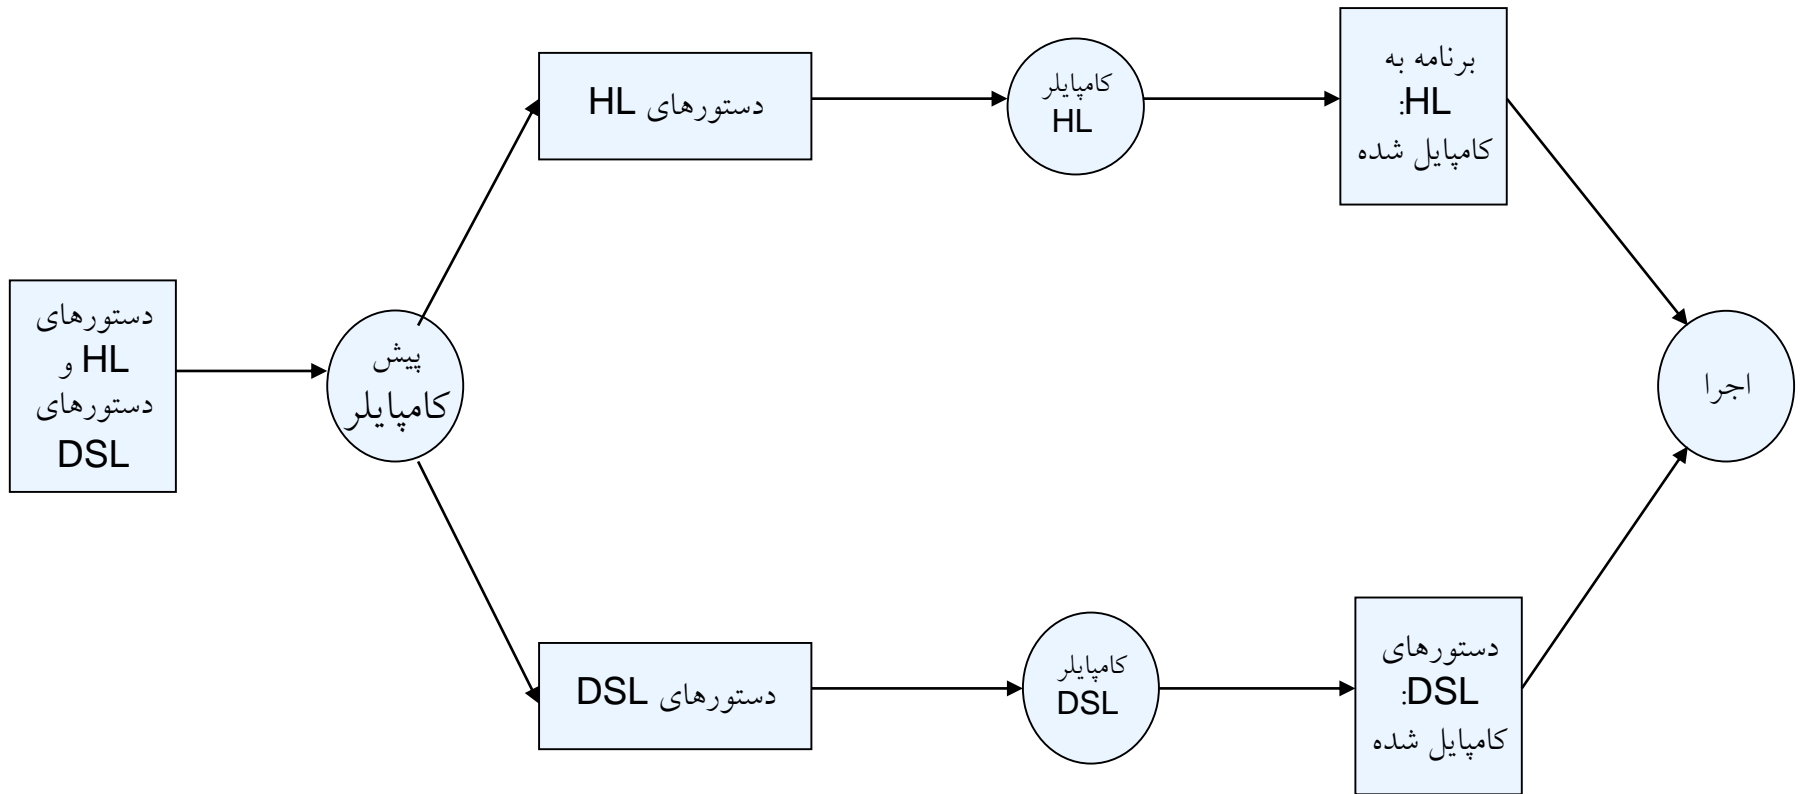 دستورهای
HL و
دستورهای
DSL
پیش
کامپایلر
دستورهای HL
کامپایلر
HL
برنامه به
HL:
کامپایل شده
دستورهای DSL
کامپایلر
DSL
دستورهای
DSL:
کامپایل شده
اجرا